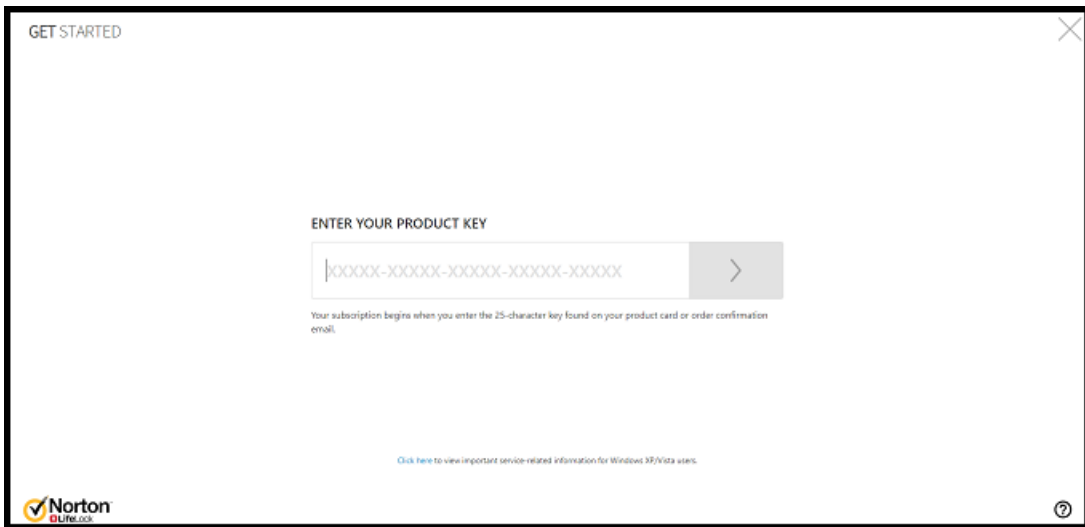 GET STARTED
ENTER YOUR PRODUCT KEY
XXXXX-XXXXX-XXXXX-XXXXX-XXXXX
Your subscription begins when you enter the 25-character key found on your product card or order confirmation
email.
Click here to view important service-related information for Windows XP/Vista users.
Norton
LifeLock